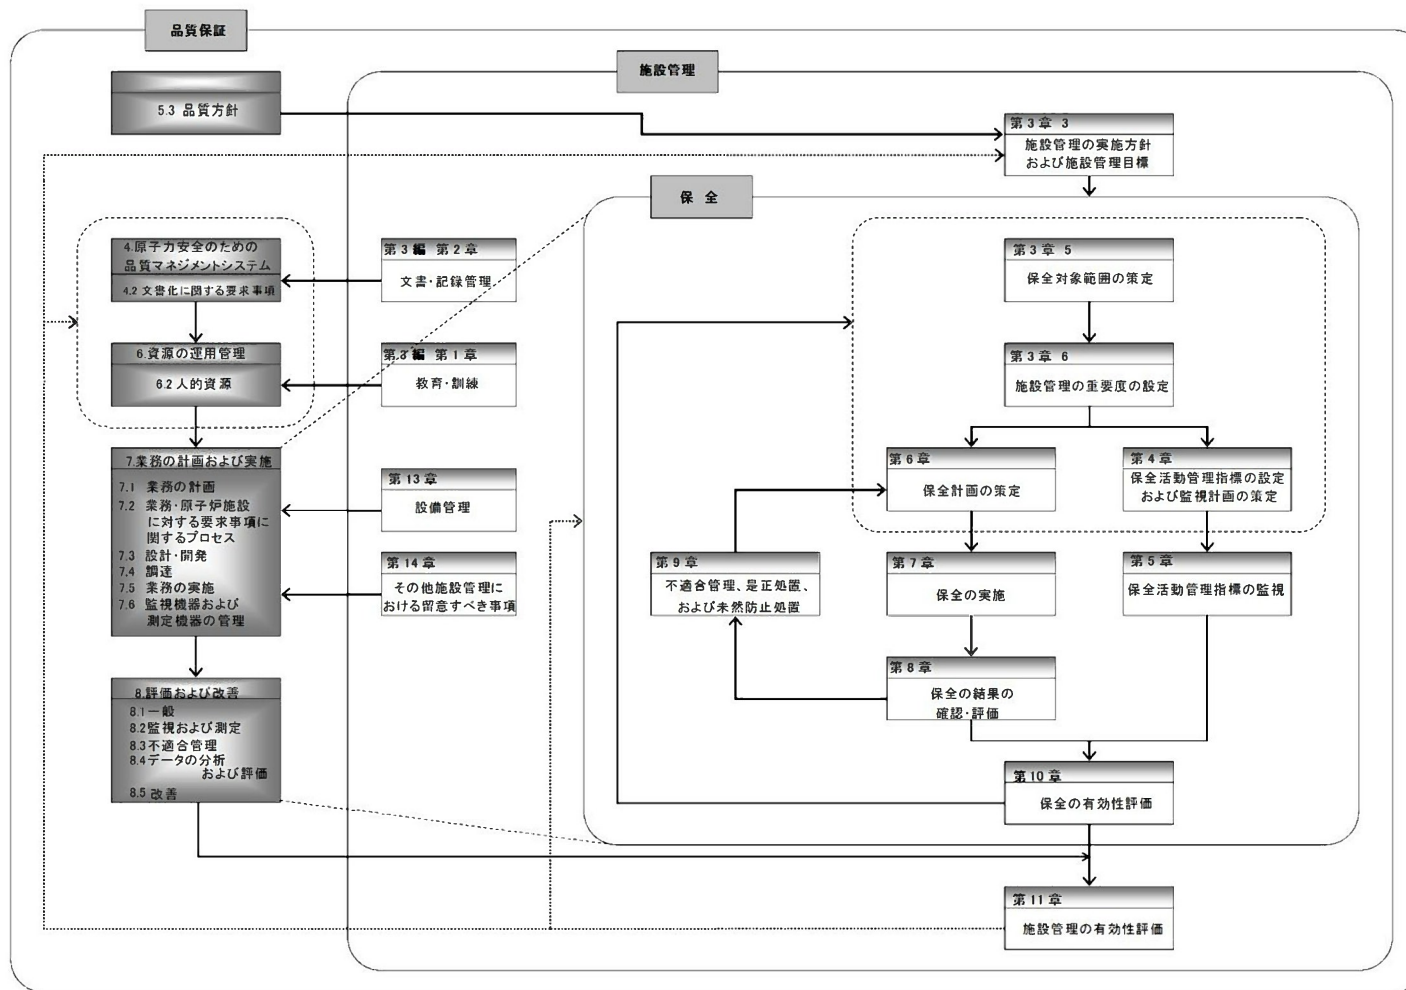 品質保証
施設管理
5.3 品質方針
第3章 3
施設管理の実施方針
および施設管理目標
保 全
4.原子力安全のための
品質マネジメントシステム
4.2 文書化に関する要求事項
第3編 第2章
文書・記録管理
第3章 5
保全対象範囲の策定
6.資源の運用管理
6.2 人的資源
第3編 第1章
教育・訓練
第3章 6
施設管理の重要度の設定
7.業務の計画および実施
7.1 業務の計画
7.2 業務・原子炉施設
に対する要求事項に
関するプロセス
7.3 設計・開発
7.4 調達
7.5 業務の実施
7.6 監視機器および
測定機器の管理
第13章
設備管理
第14章
その他施設管理に
おける留意すべき事項
第6章
保全計画の策定
第4章
保全活動管理指標の設定
および監視計画の策定
第9章
不適合管理、是正処置、
および未然防止処置
第7章
保全の実施
第5章
保全活動管理指標の監視
第8章
保全の結果の
確認・評価
8.評価および改善
8.1 一般
8.2 監視および測定
8.3 不適合管理
8.4 データの分析
および評価
8.5 改善
第10章
保全の有効性評価
第11章
施設管理の有効性評価